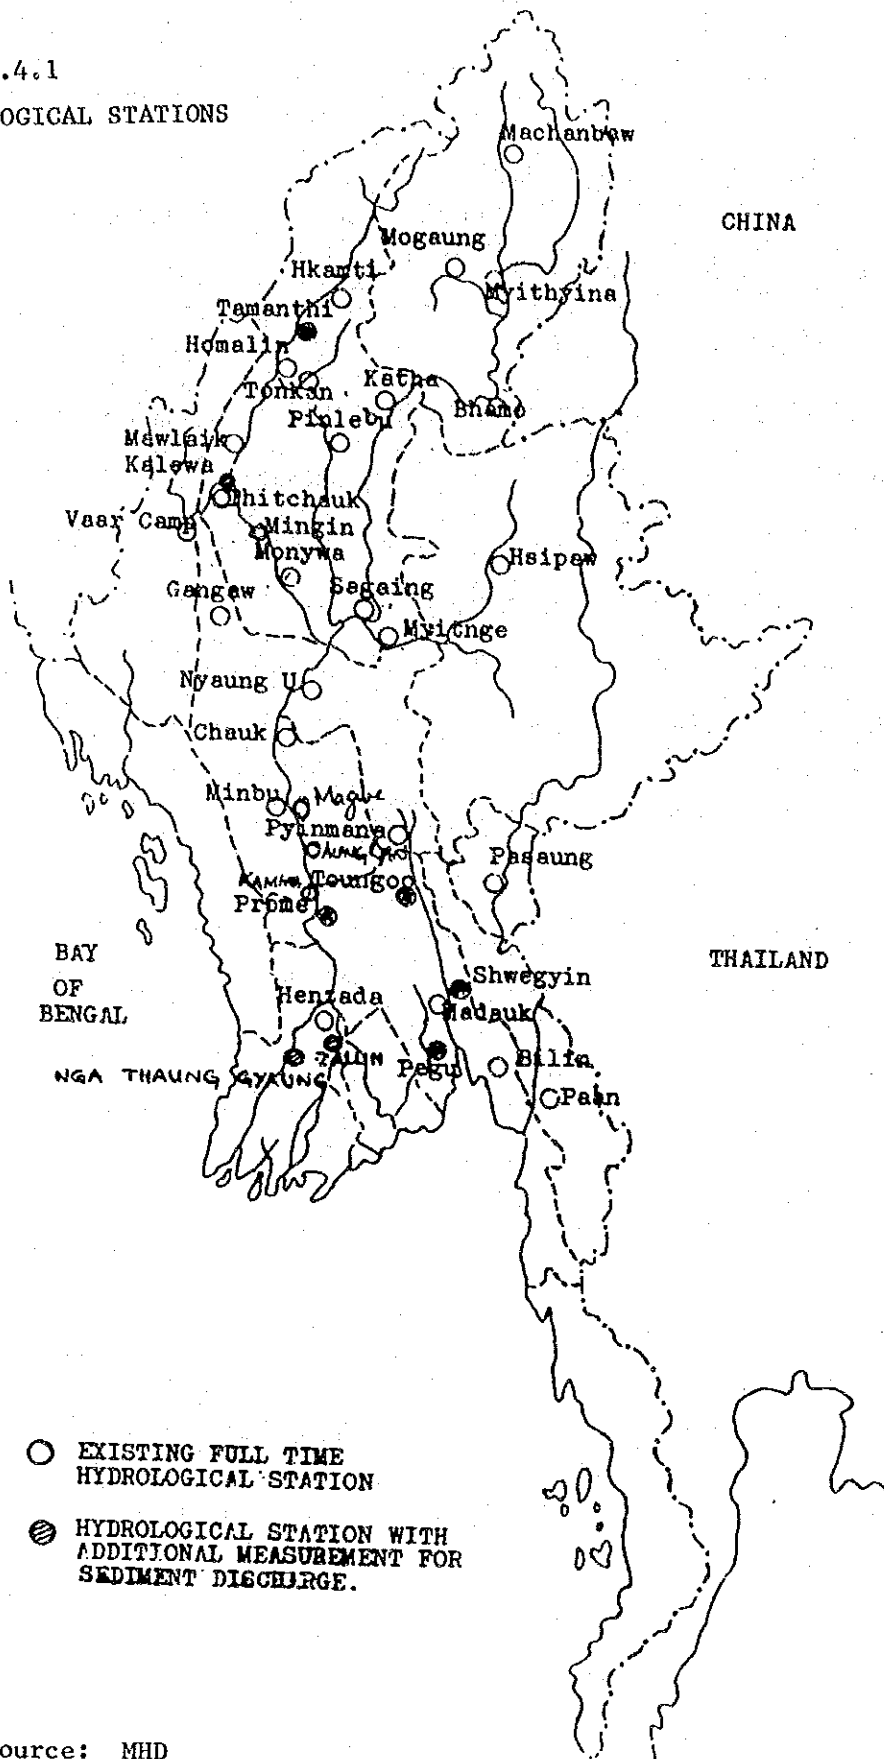 .4.1
OGICAL STATIONS
Machanbaw
CHINA
Mogaung
Hkamti
Myithyina
Tamanthi
Homalin
Katha
Tonkan
Bhamo
Pinlebu
Mawlaik
Kalewa
Phitchauk
Vaar Camp
Mingin
Monywa
Hsipaw
Gangaw
Sagaing
Myitnge
Nyaung U
Chauk
Minbu
Magwe
Pyinmana
Pasaung
Toungoo
Prome
BAY
OF
BENGAL
THAILAND
Shwegyin
Henzada
Madauk
ZALUN
Bilin
Pegu
NGA THAUNG GYAUNG
Paan
EXISTING FULL TIME
HYDROLOGICAL STATION
HYDROLOGICAL STATION WITH
ADDITIONAL MEASUREMENT FOR
SEDIMENT DISCHARGE.
ource: MHD